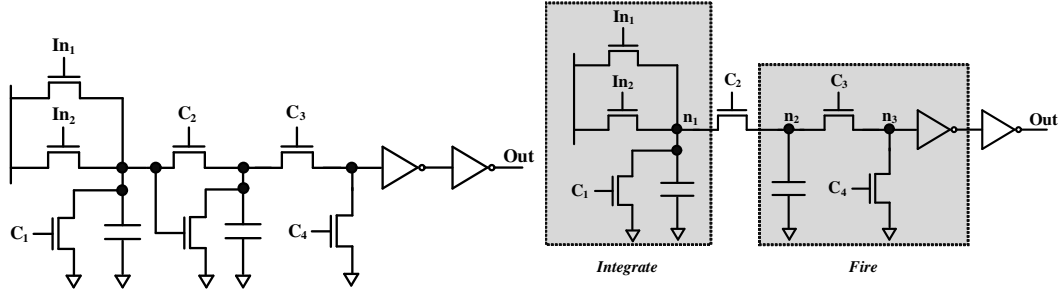 In1
In2
C2
C3
Out
C1
C4
In1
In2
n1
C1
C2
n2
C3
n3
C4
Out
Integrate
Fire